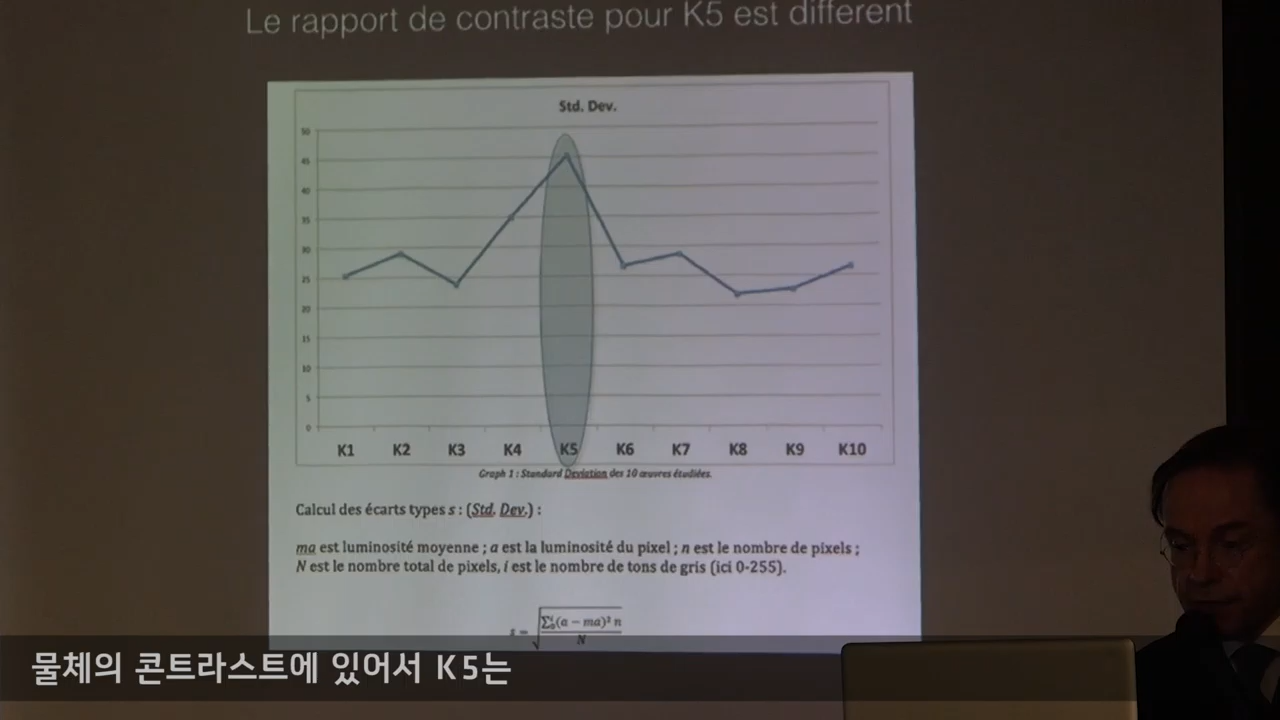 Le rapport de contraste pour K5 est différent
Std. Dev.
50
45
40
35
30
25
20
15
10
5
0
K1 K2 K3 K4 K5 K6 K7 K8 K9 K10
Graph 1 : Standard Deviation des 10 œuvres étudiées.
Calcul des écarts types s : (Std. Dev.) :
ma est luminosité moyenne ; a est la luminosité du pixel ; n est le nombre de pixels ;
N est le nombre total de pixels, i est le nombre de tons de gris (ici 0-255).
s = √(Σ₀ⁱ(a − ma)² n / N)
물체의 콘트라스트에 있어서 K5는